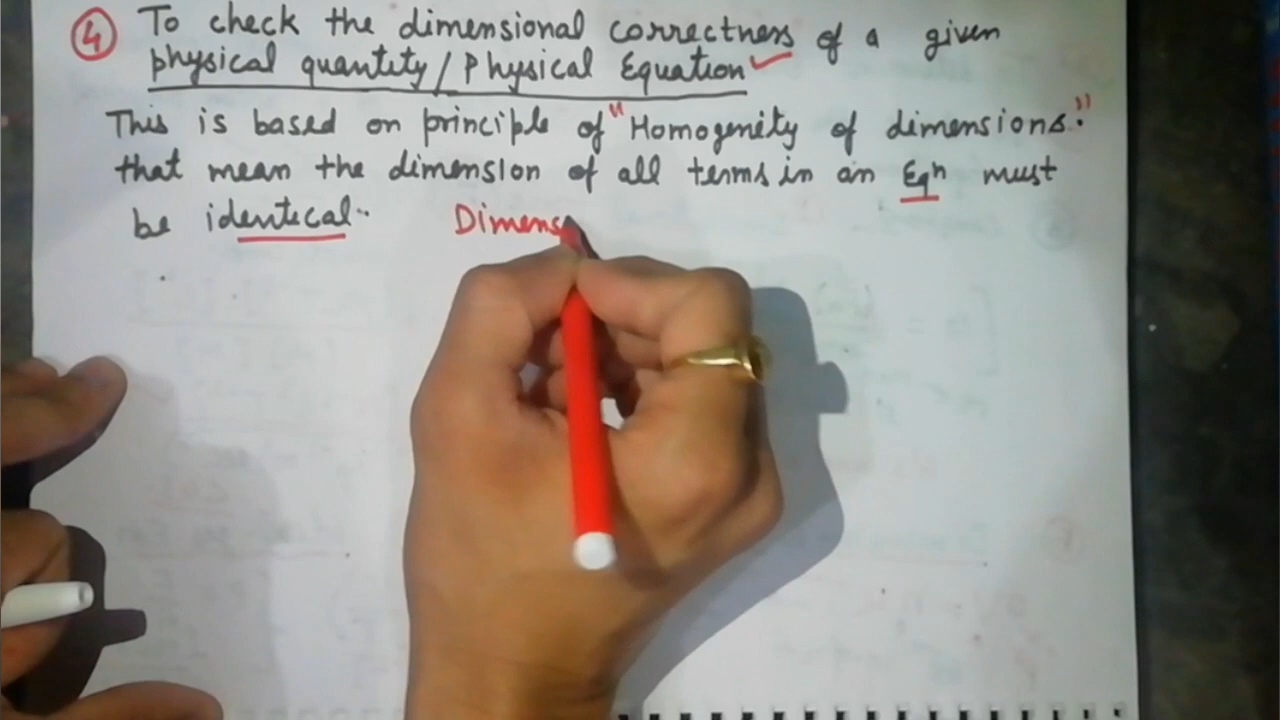 4 To check the dimensional correctness of a given
physical quantity / Physical Equation
This is based on principle of "Homogenity of dimensions."
that mean the dimension of all terms in an Eqn must
be identical.. Dimens